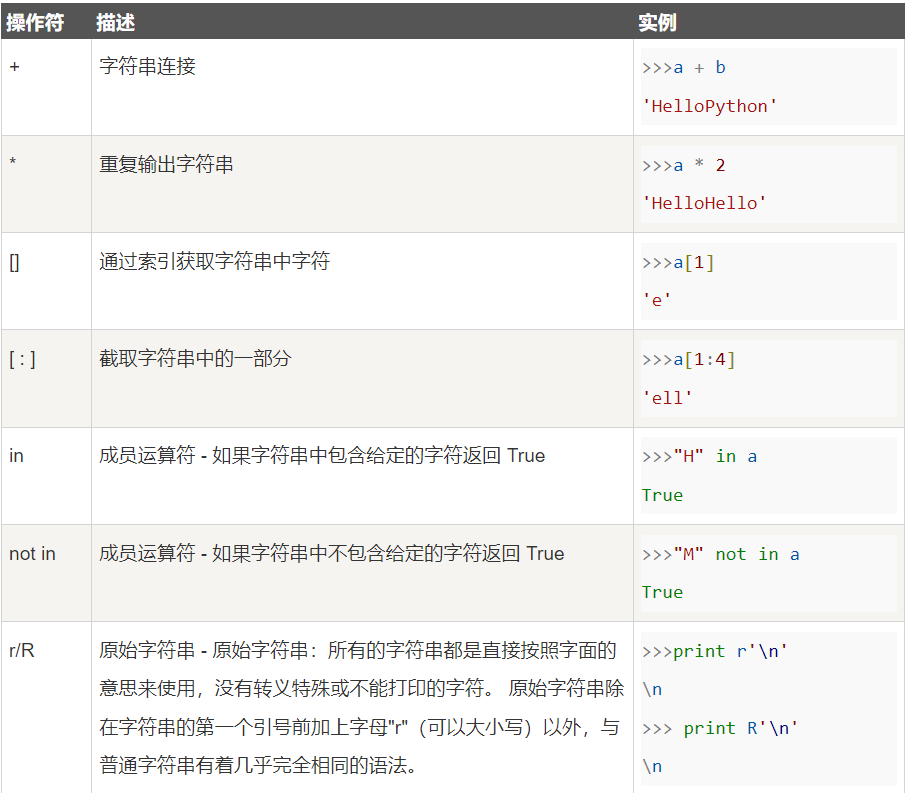 操作符 描述 实例
+ 字符串连接 >>>a + b
'HelloPython'
* 重复输出字符串 >>>a * 2
'HelloHello'
[] 通过索引获取字符串中字符 >>>a[1]
'e'
[ : ] 截取字符串中的一部分 >>>a[1:4]
'ell'
in 成员运算符 - 如果字符串中包含给定的字符返回 True >>>"H" in a
True
not in 成员运算符 - 如果字符串中不包含给定的字符返回 True >>>"M" not in a
True
r/R 原始字符串 - 原始字符串：所有的字符串都是直接按照字面的 >>>print r'\n'
意思来使用，没有转义特殊或不能打印的字符。 原始字符串除 \n
在字符串的第一个引号前加上字母"r"（可以大小写）以外，与 >>> print R'\n'
普通字符串有着几乎完全相同的语法。 \n